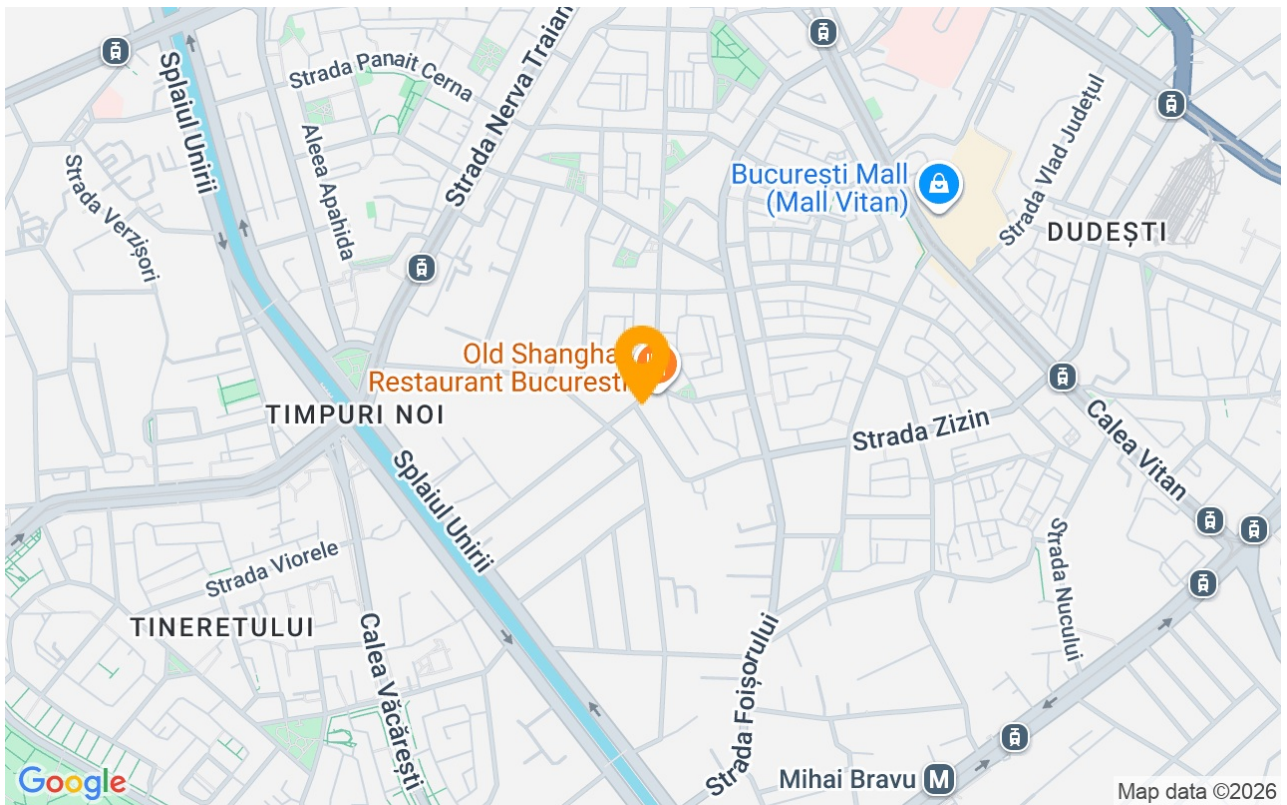 Splaiul Unirii
Strada Panait Cerna
Strada Nerva Traian
Aleea Apahida
Strada Verzișori
București Mall
(Mall Vitan)
Strada Vlad Județul
DUDEȘTI
Old Shangha
Restaurant Bucuresti
TIMPURI NOI
Strada Zizin
Calea Vitan
Splaiul Unirii
Strada Viorele
Strada Nucului
TINERETULUI
Calea Văcărești
Strada Foișorului
Mihai Bravu M
Google
Map data ©2026